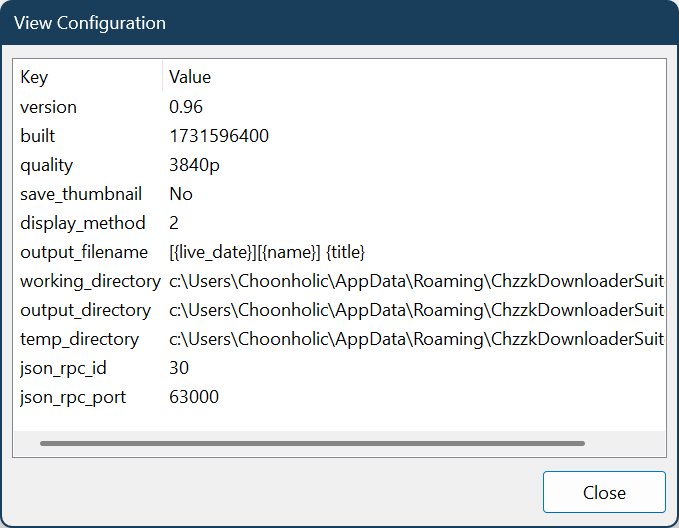 View Configuration
Key Value
version 0.96
built 1731596400
quality 3840p
save_thumbnail No
display_method 2
output_filename [{live_date}][{name}] {title}
working_directory c:\Users\Choonholic\AppData\Roaming\ChzzkDownloaderSuit
output_directory c:\Users\Choonholic\AppData\Roaming\ChzzkDownloaderSuit
temp_directory c:\Users\Choonholic\AppData\Roaming\ChzzkDownloaderSuit
json_rpc_id 30
json_rpc_port 63000
Close